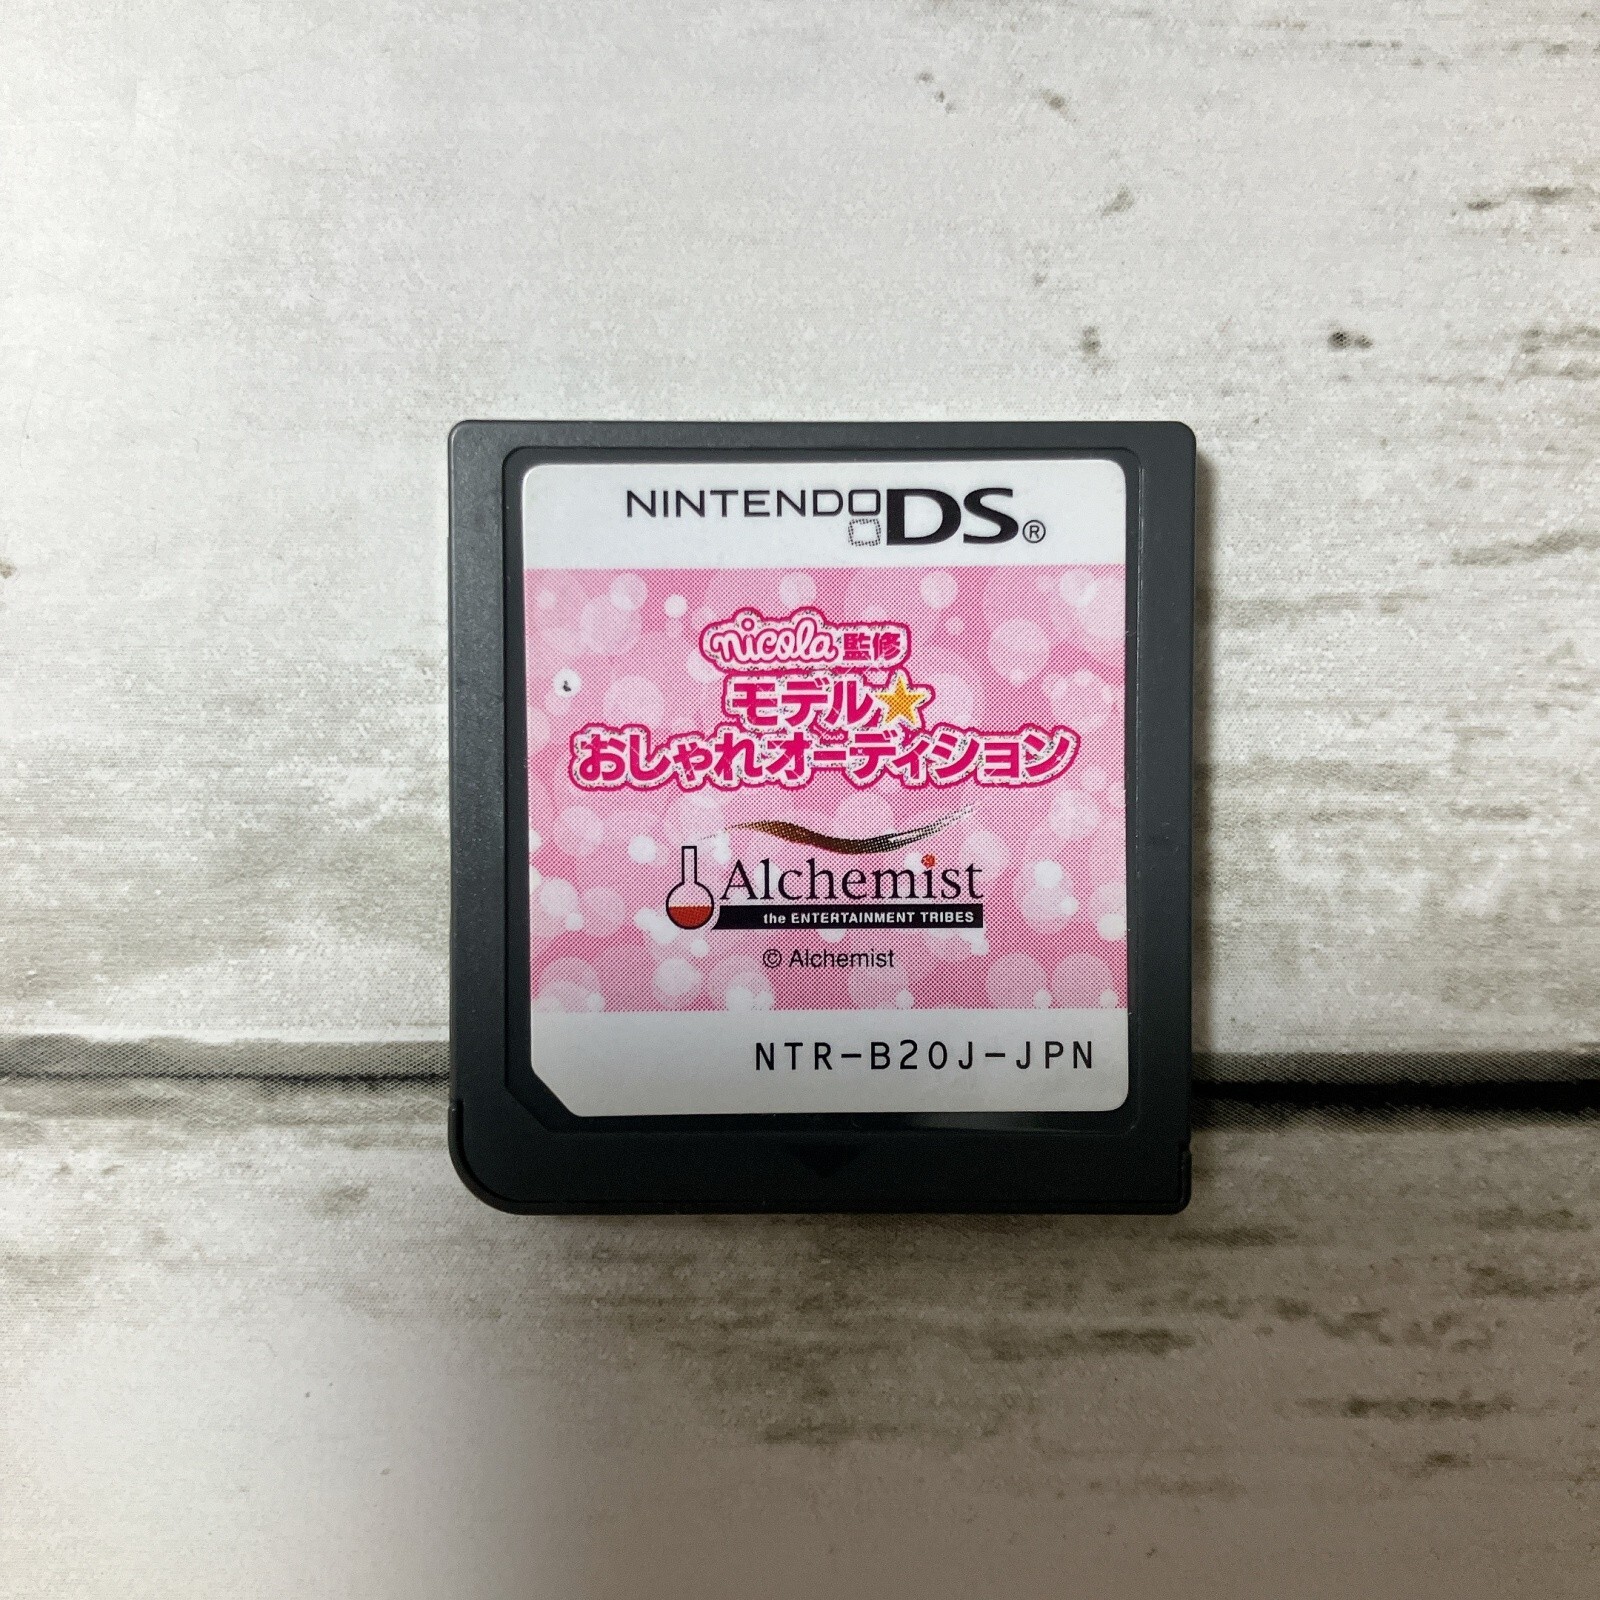 NINTENDO DS®
nicola監修
モデル★
おしゃれオーディション
Alchemist
the ENTERTAINMENT TRIBES
© Alchemist
NTR-B20J-JPN